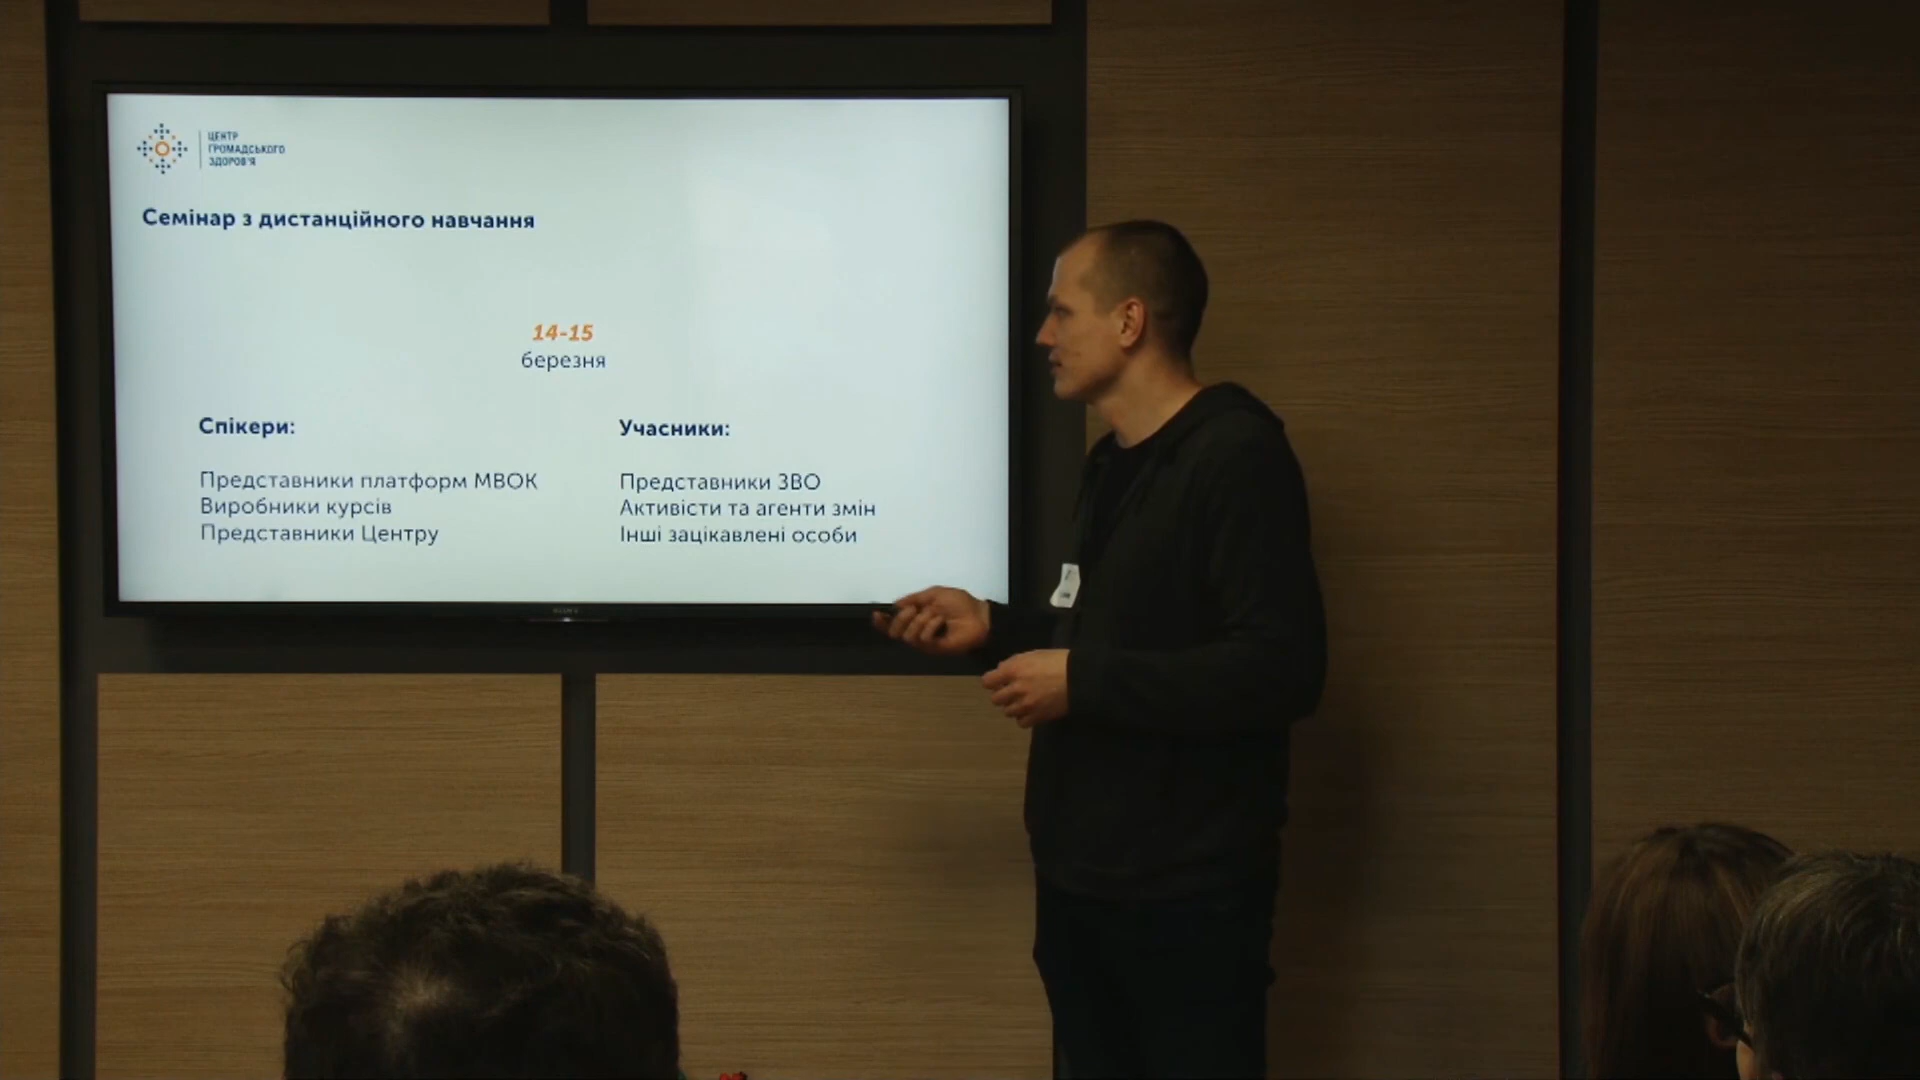 ЦЕНТР
ГРОМАДСЬКОГО
ЗДОРОВ'Я
Семінар з дистанційного навчання
14-15
березня
Спікери:
Представники платформ МВОК
Виробники курсів
Представники Центру
Учасники:
Представники ЗВО
Активісти та агенти змін
Інші зацікавлені особи
SONY